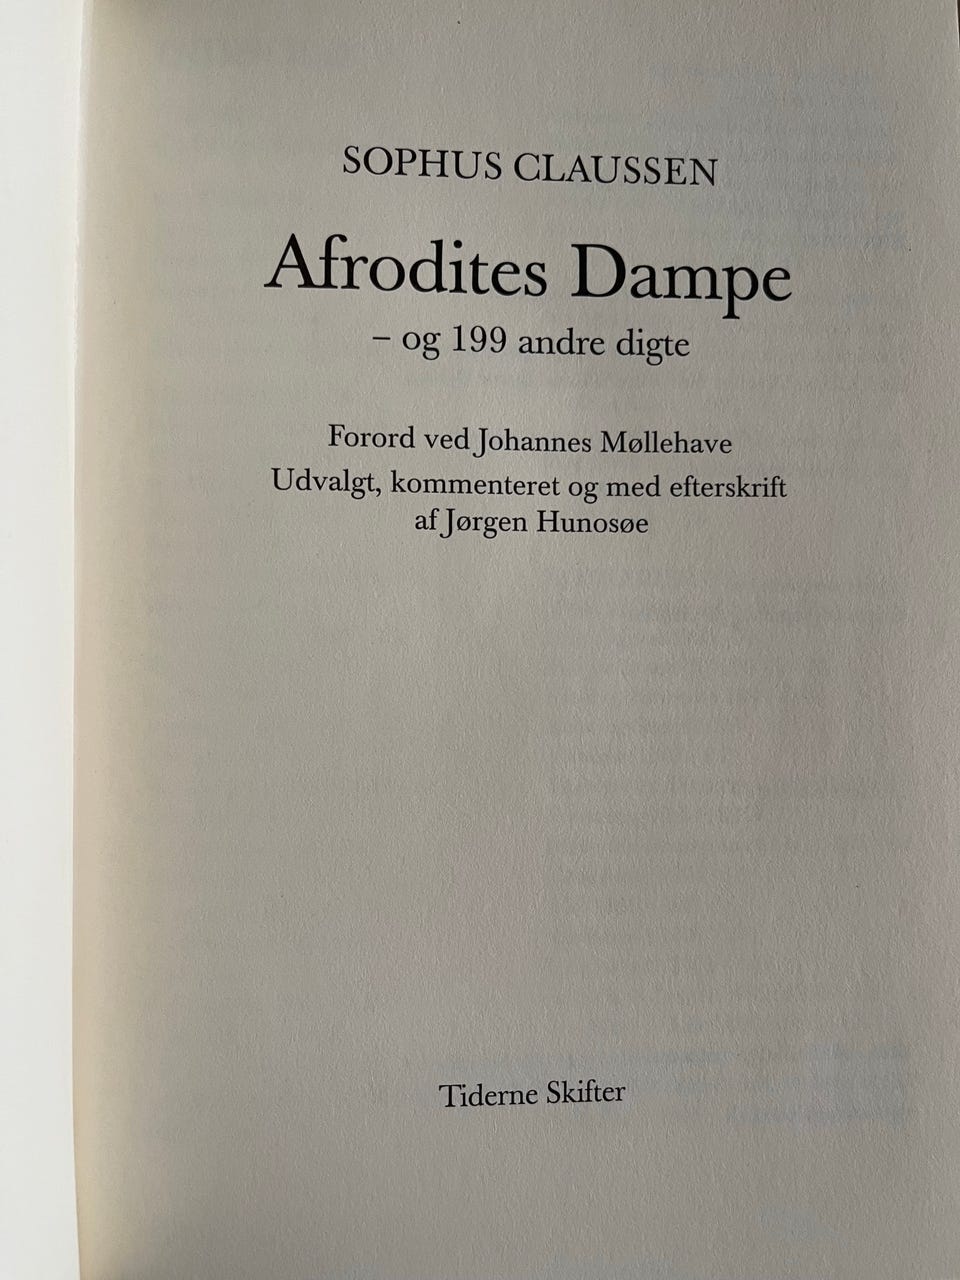 SOPHUS CLAUSSEN
Afrodites Dampe
– og 199 andre digte
Forord ved Johannes Møllehave
Udvalgt, kommenteret og med efterskrift
af Jørgen Hunosøe
Tiderne Skifter